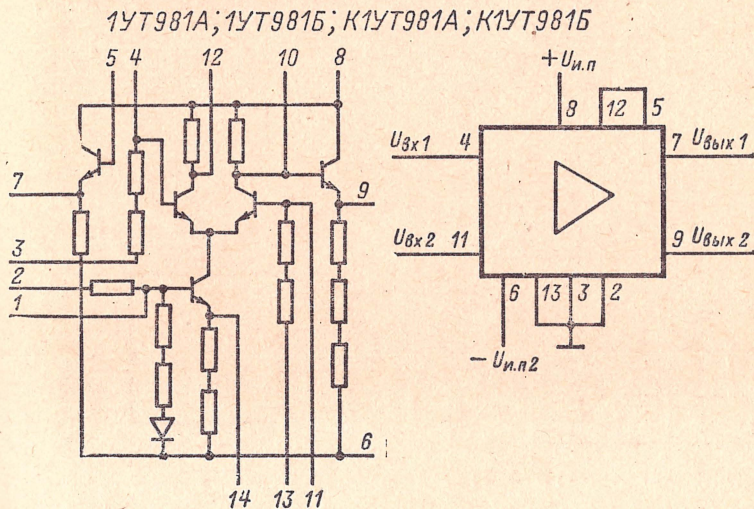 1УТ981А; 1УТ981Б; К1УТ981А; К1УТ981Б
5 4 12 10 8
7
9
3
2
1
6
14 13 11
+Uи.п
8 12 5
Uвх1 4
7 Uвых1
Uвх2 11
9 Uвых2
6 13 3 2
− Uи.п2